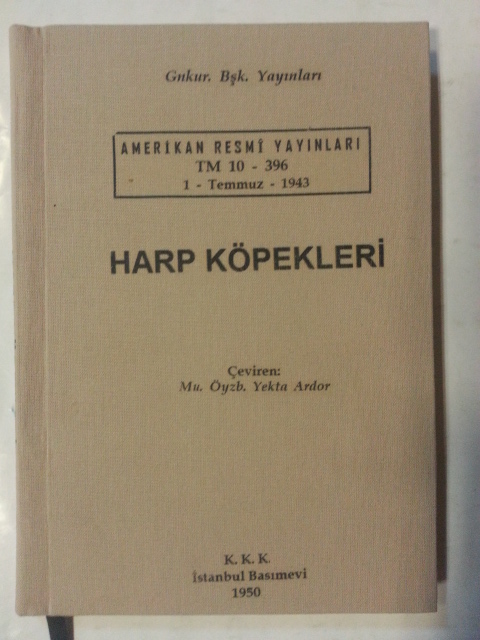 Gnkur. Bşk. Yayınları
AMERİKAN RESMÎ YAYINLARI
TM 10 - 396
1 - Temmuz - 1943
HARP KÖPEKLERİ
Çeviren:
Mu. Öyzb. Yekta Ardor
K. K. K.
İstanbul Basımevi
1950